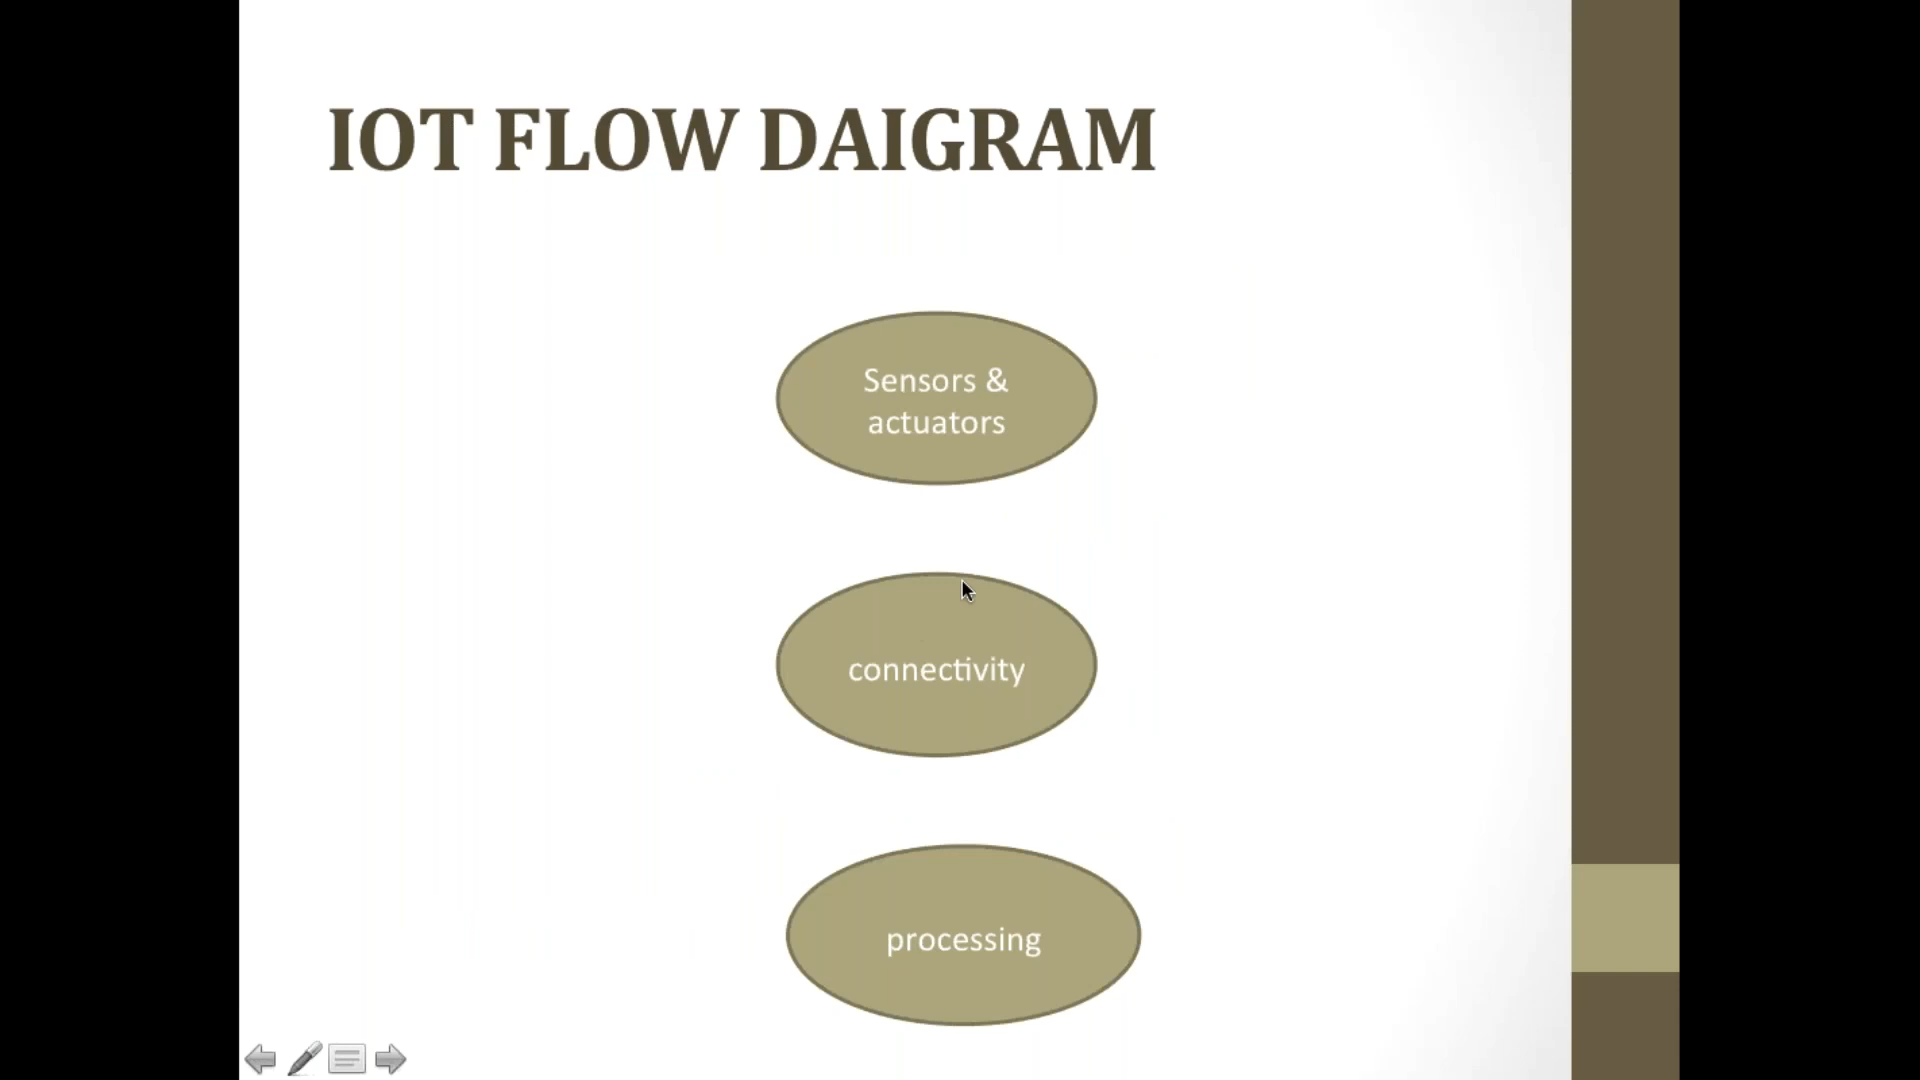 IOT FLOW DAIGRAM
Sensors &
actuators
connectivity
processing